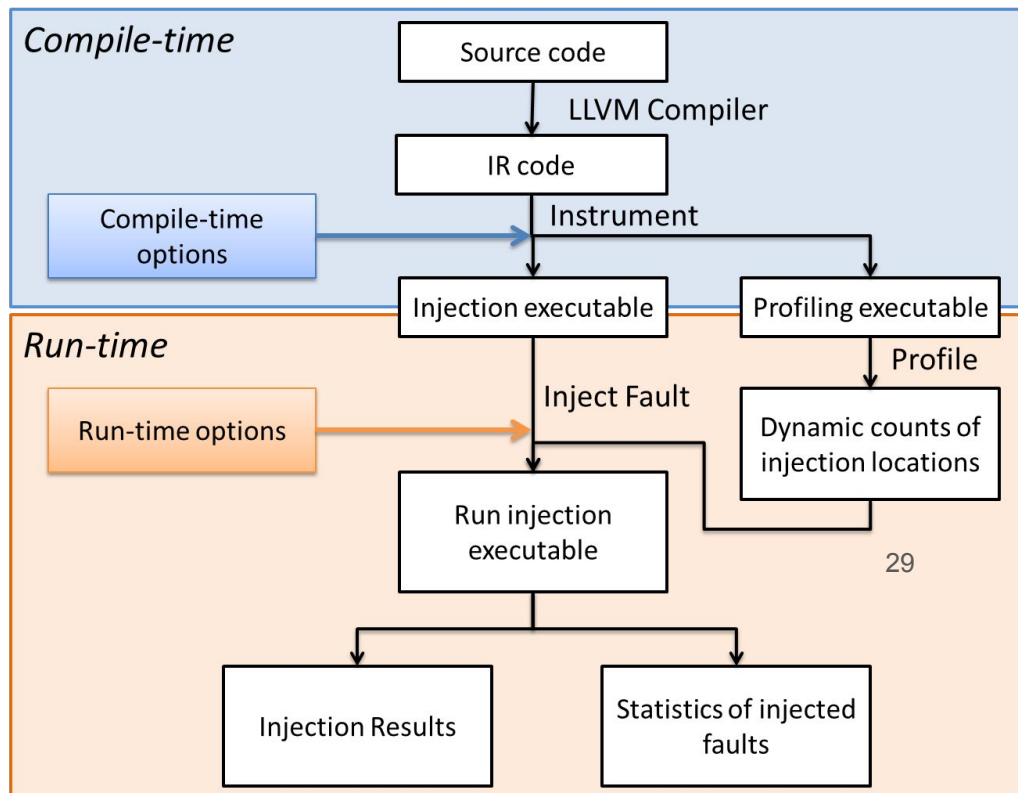 Compile-time
Source code
LLVM Compiler
IR code
Compile-time
options
Instrument
Injection executable
Profiling executable
Run-time
Profile
Inject Fault
Run-time options
Dynamic counts of
injection locations
Run injection
executable
29
Injection Results
Statistics of injected
faults